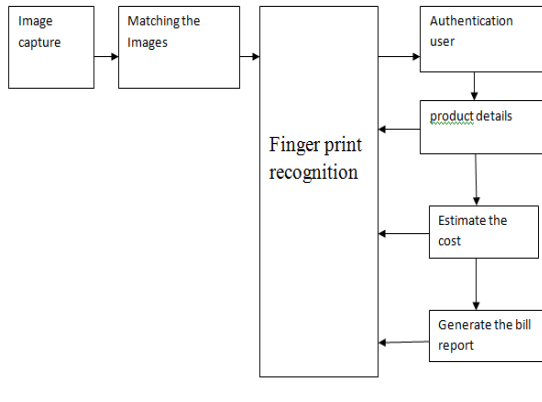 Image
capture
Matching the
Images
Finger print
recognition
Authentication
user
product details
Estimate the
cost
Generate the bill
report